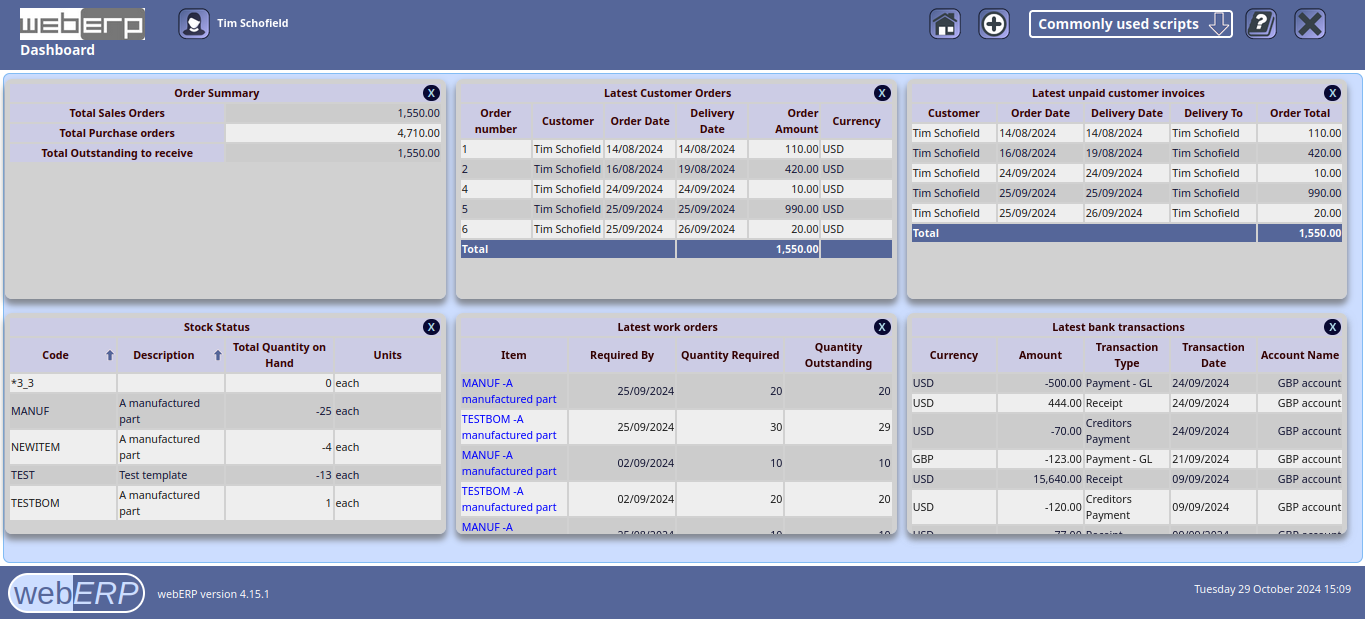 weberp
Tim Schofield
Commonly used scripts
Dashboard
Order Summary X
Total Sales Orders 1,550.00
Total Purchase orders 4,710.00
Total Outstanding to receive 1,550.00
Latest Customer Orders X
Order number Customer Order Date Delivery Date Order Amount Currency
1 Tim Schofield 14/08/2024 14/08/2024 110.00 USD
2 Tim Schofield 16/08/2024 19/08/2024 420.00 USD
4 Tim Schofield 24/09/2024 24/09/2024 10.00 USD
5 Tim Schofield 25/09/2024 25/09/2024 990.00 USD
6 Tim Schofield 25/09/2024 26/09/2024 20.00 USD
Total 1,550.00
Latest unpaid customer invoices X
Customer Order Date Delivery Date Delivery To Order Total
Tim Schofield 14/08/2024 14/08/2024 Tim Schofield 110.00
Tim Schofield 16/08/2024 19/08/2024 Tim Schofield 420.00
Tim Schofield 24/09/2024 24/09/2024 Tim Schofield 10.00
Tim Schofield 25/09/2024 25/09/2024 Tim Schofield 990.00
Tim Schofield 25/09/2024 26/09/2024 Tim Schofield 20.00
Total 1,550.00
Stock Status X
Code Description Total Quantity on Hand Units
*3_3 0 each
MANUF A manufactured part -25 each
NEWITEM A manufactured part -4 each
TEST Test template -13 each
TESTBOM A manufactured part 1 each
Latest work orders X
Item Required By Quantity Required Quantity Outstanding
MANUF -A manufactured part 25/09/2024 20 20
TESTBOM -A manufactured part 25/09/2024 30 29
MANUF -A manufactured part 02/09/2024 10 10
TESTBOM -A manufactured part 02/09/2024 20 20
MANUF -A
Latest bank transactions X
Currency Amount Transaction Type Transaction Date Account Name
USD -500.00 Payment - GL 24/09/2024 GBP account
USD 444.00 Receipt 24/09/2024 GBP account
USD -70.00 Creditors Payment 24/09/2024 GBP account
GBP -123.00 Payment - GL 21/09/2024 GBP account
USD 15,640.00 Receipt 09/09/2024 GBP account
USD -120.00 Creditors Payment 09/09/2024 GBP account
webERP
webERP version 4.15.1
Tuesday 29 October 2024 15:09